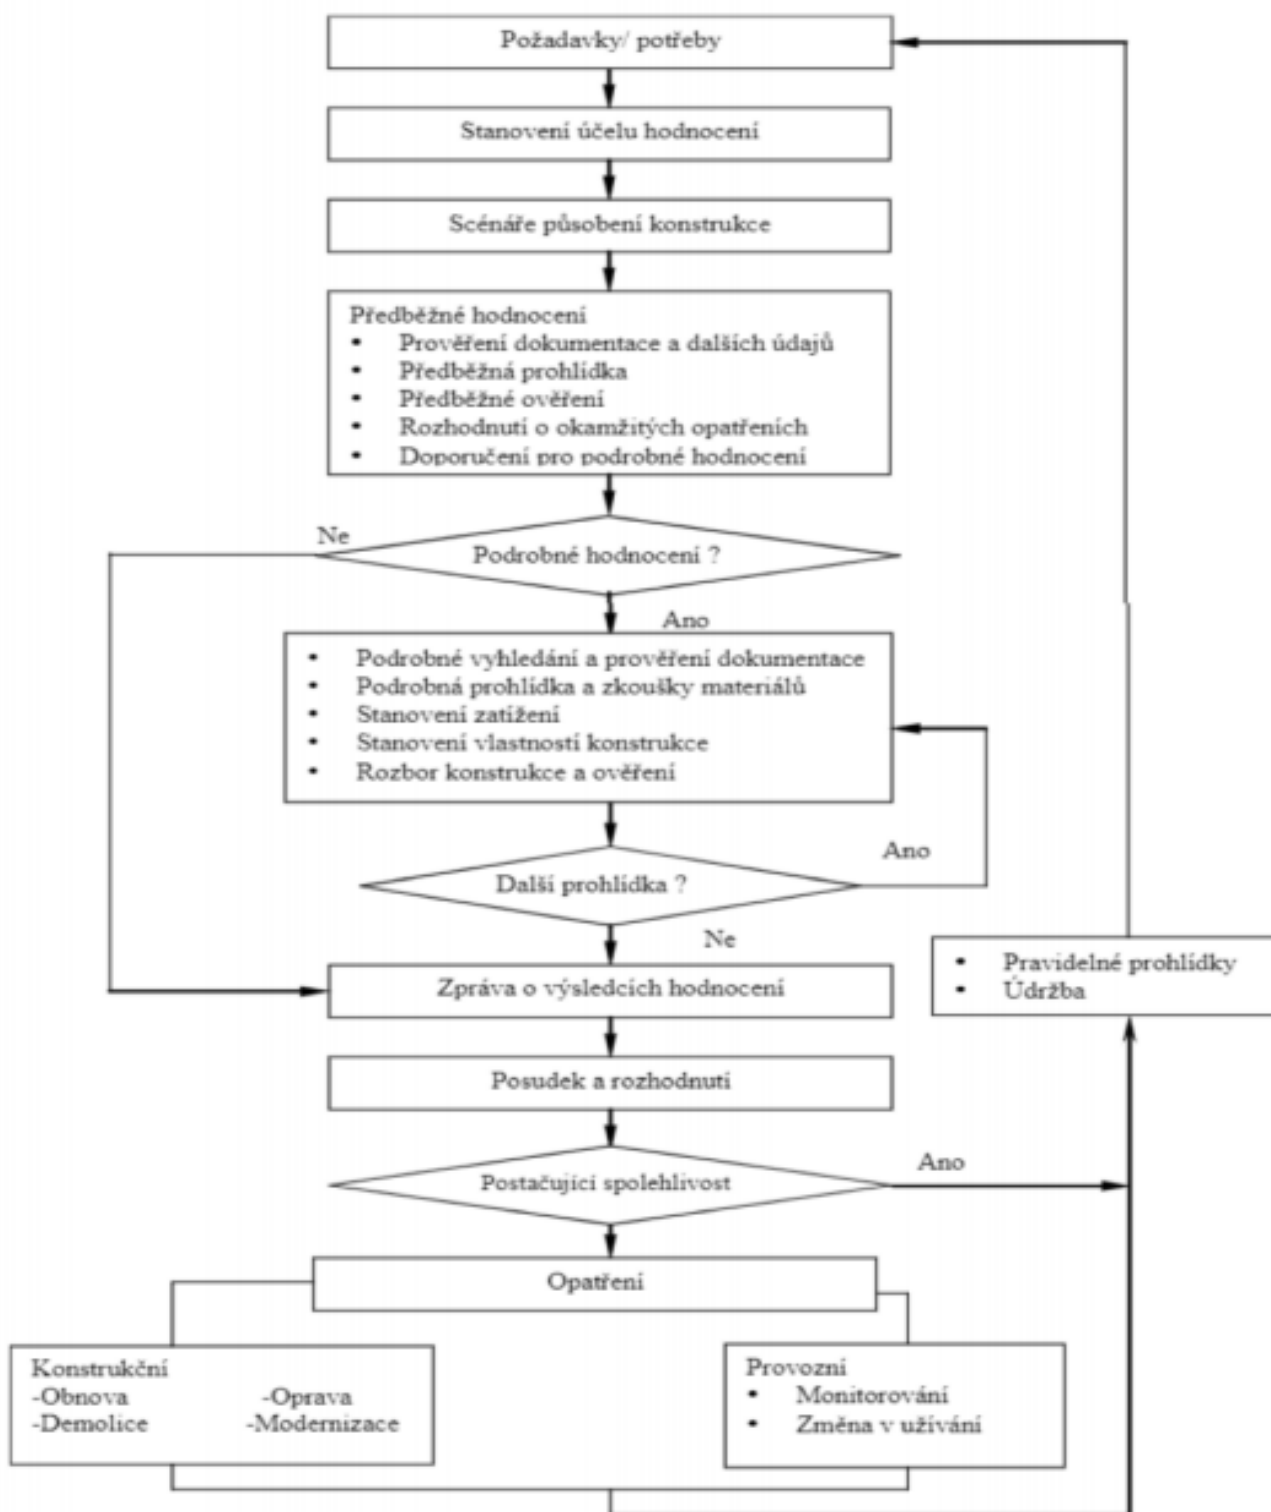 Požadavky/ potřeby
Stanovení účelu hodnocení
Scénáře působení konstrukce
Předběžné hodnocení
• Prověření dokumentace a dalších údajů
• Předběžná prohlídka
• Předběžné ověření
• Rozhodnutí o okamžitých opatřeních
• Doporučení pro podrobné hodnocení
Ne
Podrobné hodnocení ?
Ano
• Podrobné vyhledání a prověření dokumentace
• Podrobná prohlídka a zkoušky materiálů
• Stanovení zatížení
• Stanovení vlastností konstrukce
• Rozbor konstrukce a ověření
Ano
Další prohlídka ?
Ne
• Pravidelné prohlídky
• Údržba
Zpráva o výsledcích hodnocení
Posudek a rozhodnutí
Ano
Postačující spolehlivost
Opatření
Konstrukční
-Obnova -Oprava
-Demolice -Modernizace
Provozní
• Monitorování
• Změna v užívání